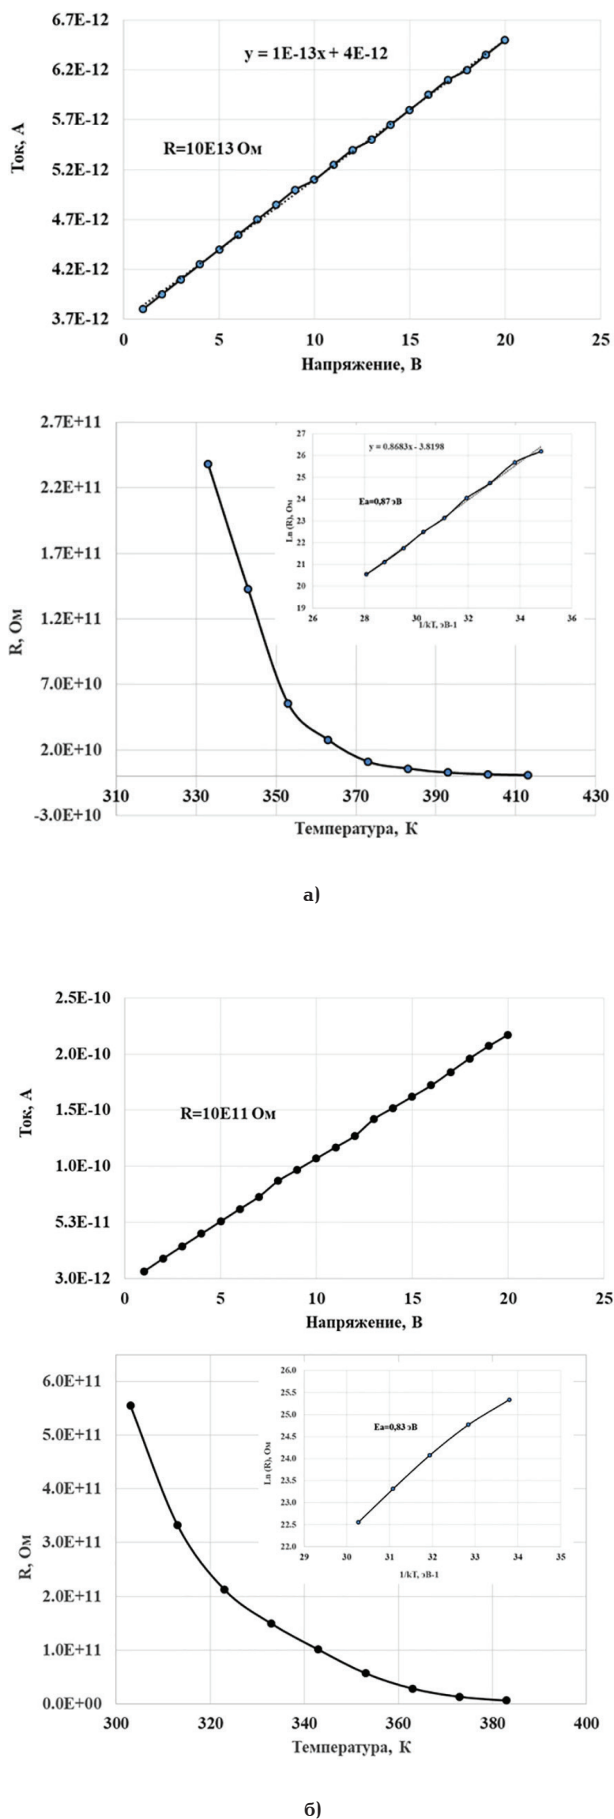 6.7E-12
6.2E-12
5.7E-12
5.2E-12
4.7E-12
4.2E-12
3.7E-12
Ток, А
y = 1E-13x + 4E-12
R=10E13 Ом
0 5 10 15 20 25
Напряжение, В
2.7E+11
2.2E+11
1.7E+11
1.2E+11
7.0E+10
2.0E+10
-3.0E+10
R, Ом
27
26
25
24
23
22
21
20
19
Ln (R), Ом
y = 0.8683x - 3.8198
Ea=0,87 эВ
26 28 30 32 34 36
1/kT, эВ-1
310 330 350 370 390 410 430
Температура, К
а)
2.5E-10
2.0E-10
1.5E-10
1.0E-10
5.3E-11
3.0E-12
Ток, А
R=10E11 Ом
0 5 10 15 20 25
Напряжение, В
6.0E+11
5.0E+11
4.0E+11
3.0E+11
2.0E+11
1.0E+11
0.0E+00
R, Ом
26.0
25.5
25.0
24.5
24.0
23.5
23.0
22.5
22.0
Ln (R), Ом
Ea=0,83 эВ
29 30 31 32 33 34 35
1/kT, эВ-1
300 320 340 360 380 400
Температура, К
б)